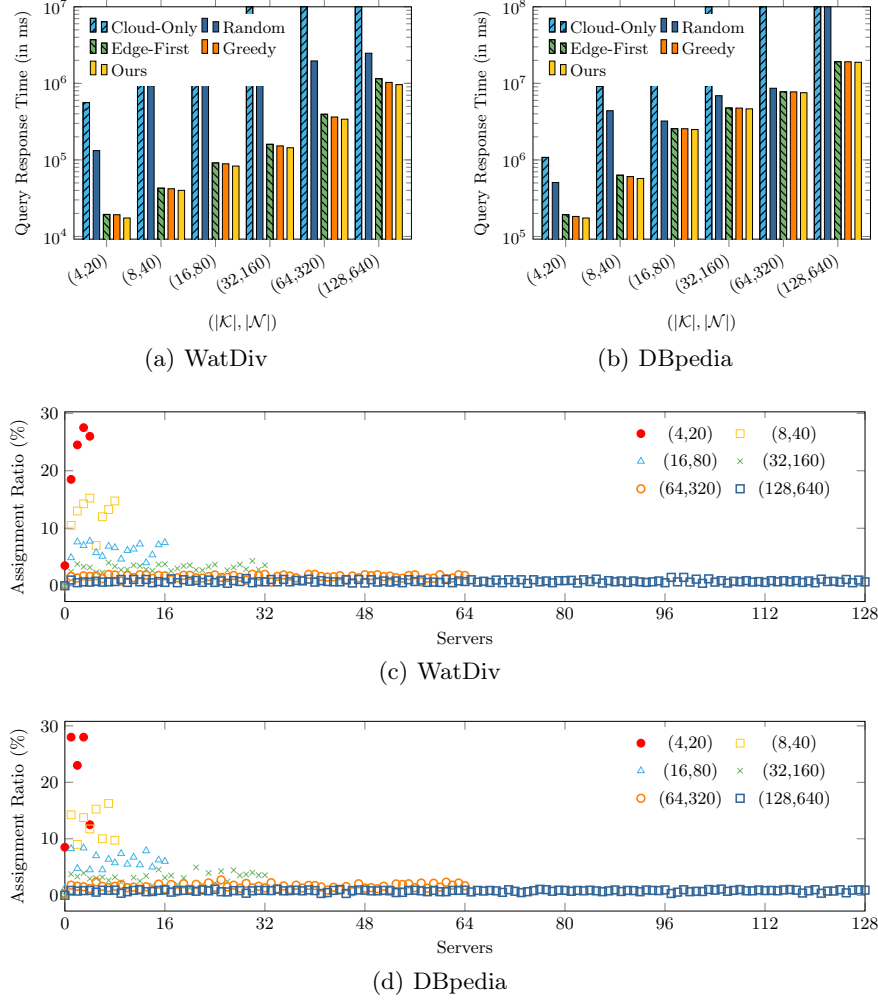 Query Response Time (in ms)
10^6
10^5
10^4
Cloud-Only
Random
Edge-First
Greedy
Ours
(4,20)
(8,40)
(16,80)
(32,160)
(64,320)
(128,640)
(|𝒦|, |𝒩|)
(a) WatDiv
Query Response Time (in ms)
10^8
10^7
10^6
10^5
Cloud-Only
Random
Edge-First
Greedy
Ours
(4,20)
(8,40)
(16,80)
(32,160)
(64,320)
(128,640)
(|𝒦|, |𝒩|)
(b) DBpedia
Assignment Ratio (%)
30
20
10
0
(4,20)
(8,40)
(16,80)
(32,160)
(64,320)
(128,640)
0 16 32 48 64 80 96 112 128
Servers
(c) WatDiv
Assignment Ratio (%)
30
20
10
0
(4,20)
(8,40)
(16,80)
(32,160)
(64,320)
(128,640)
0 16 32 48 64 80 96 112 128
Servers
(d) DBpedia